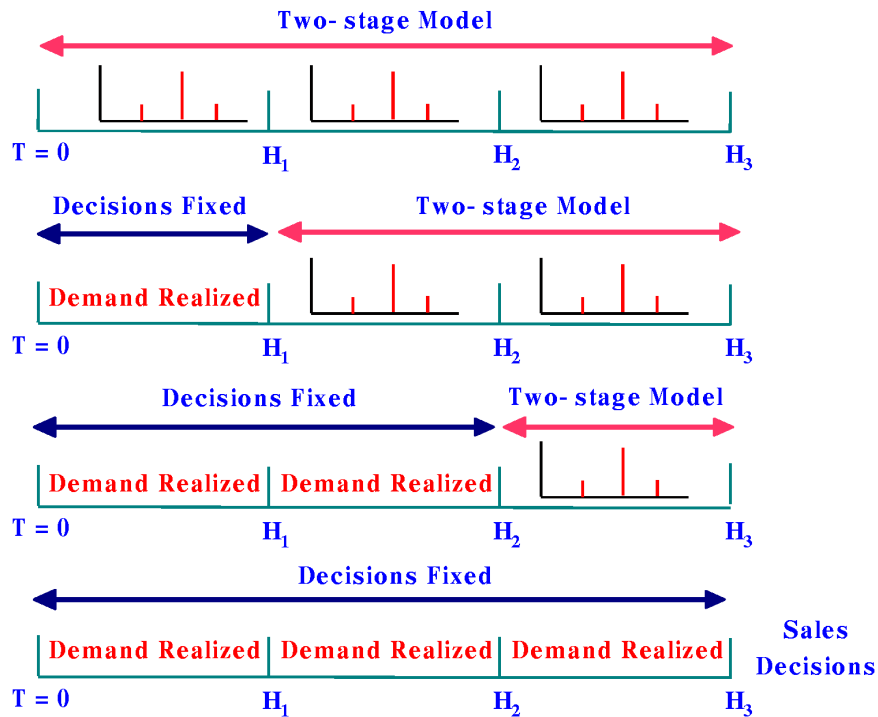 Two-stage Model
T = 0 H1 H2 H3
Decisions Fixed Two-stage Model
Demand Realized
T = 0 H1 H2 H3
Decisions Fixed Two-stage Model
Demand Realized Demand Realized
T = 0 H1 H2 H3
Decisions Fixed
Demand Realized Demand Realized Demand Realized Sales
Decisions
T = 0 H1 H2 H3